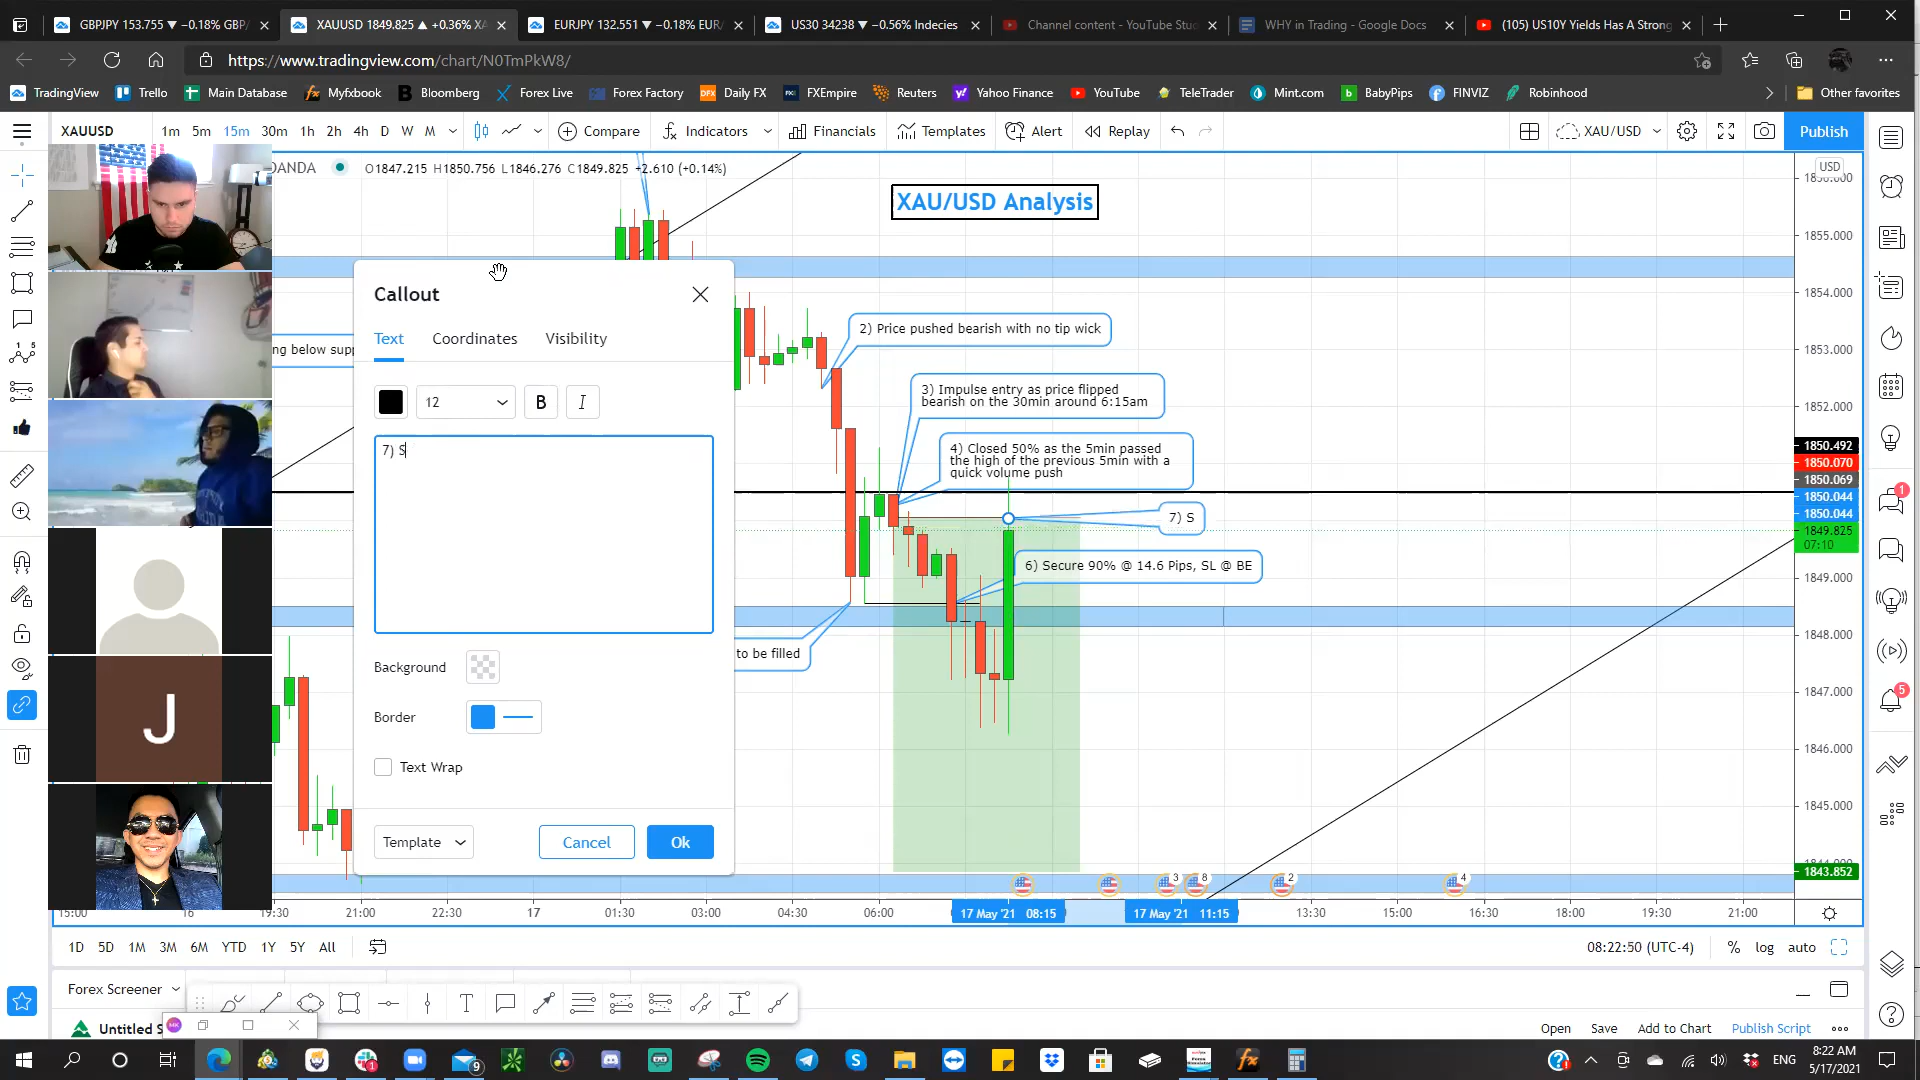 GBPJPY 153.755 ▼ −0.18% GBP/
XAUUSD 1849.825 ▲ +0.36% XA
EURJPY 132.551 ▼ −0.18% EUR/
US30 34238 ▼ −0.56% Indecies
Channel content - YouTube Stu
WHY in Trading - Google Docs
(105) US10Y Yields Has A Strong
https://www.tradingview.com/chart/N0TmPkW8/
TradingView
Trello
Main Database
Myfxbook
Bloomberg
Forex Live
Forex Factory
Daily FX
FXEmpire
Reuters
Yahoo Finance
YouTube
TeleTrader
Mint.com
BabyPips
FINVIZ
Robinhood
Other favorites
XAUUSD
1m 5m 15m 30m 1h 2h 4h D W M
Compare
Indicators
Financials
Templates
Alert
Replay
XAU/USD
Publish
OANDA
O1847.215 H1850.756 L1846.276 C1849.825 +2.610 (+0.14%)
XAU/USD Analysis
USD
1855.000
1854.000
1853.000
1852.000
1850.492
1850.070
1850.069
1850.044
1850.044
1849.825
07:10
1849.000
1848.000
1847.000
1846.000
1845.000
1843.852
2) Price pushed bearish with no tip wick
3) Impulse entry as price flipped
bearish on the 30min around 6:15am
4) Closed 50% as the 5min passed
the high of the previous 5min with a
quick volume push
7) S
6) Secure 90% @ 14.6 Pips, SL @ BE
to be filled
ng below supp
Callout
Text
Coordinates
Visibility
12
B
I
7) S
Background
Border
Text Wrap
Template
Cancel
Ok
J
3
8
2
4
15:00
16
19:30
21:00
22:30
17
01:30
03:00
04:30
06:00
17 May '21 08:15
17 May '21 11:15
13:30
15:00
16:30
18:00
19:30
21:00
1D 5D 1M 3M 6M YTD 1Y 5Y All
08:22:50 (UTC-4)
%
log
auto
Forex Screener
Untitled S
Open
Save
Add to Chart
Publish Script
1
5
9
1
ENG
8:22 AM
5/17/2021